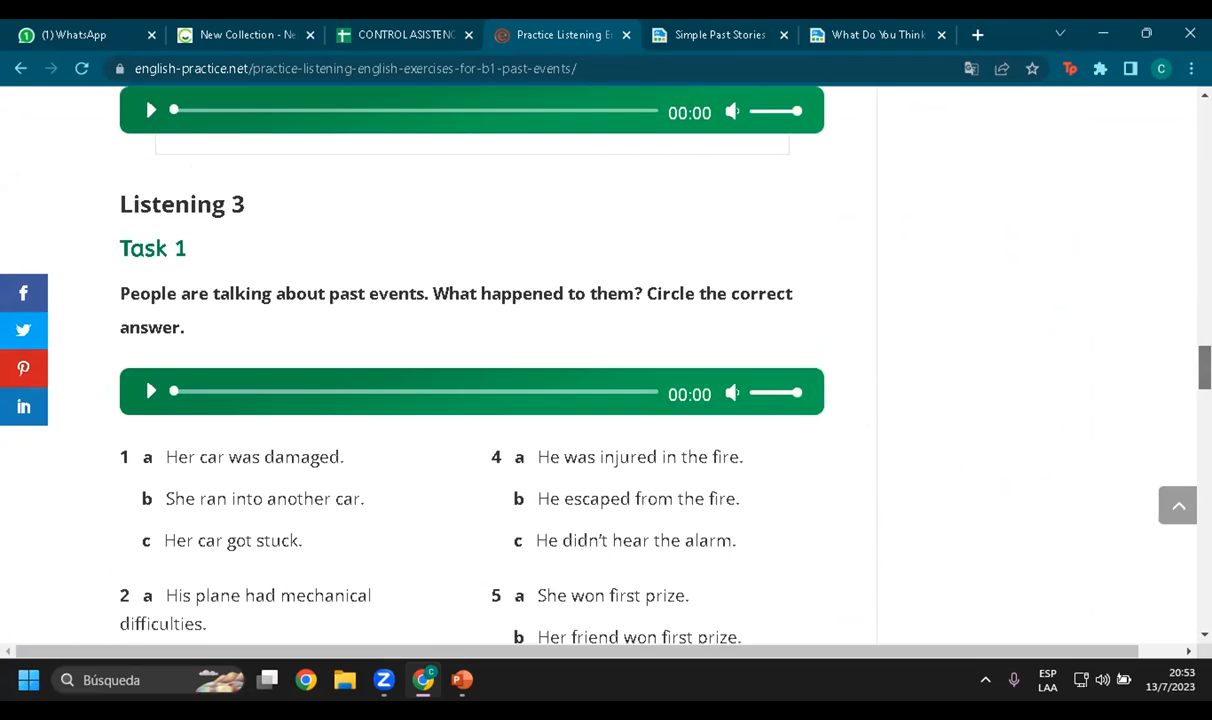 (1) WhatsApp
New Collection - Ne
CONTROL ASISTENC
Practice Listening E
Simple Past Stories
What Do You Think
english-practice.net/practice-listening-english-exercises-for-b1-past-events/
00:00
Listening 3
Task 1
People are talking about past events. What happened to them? Circle the correct
answer.
00:00
1 a Her car was damaged.
b She ran into another car.
c Her car got stuck.
2 a His plane had mechanical
difficulties.
4 a He was injured in the fire.
b He escaped from the fire.
c He didn't hear the alarm.
5 a She won first prize.
b Her friend won first prize.
Búsqueda
ESP
LAA
20:53
13/7/2023